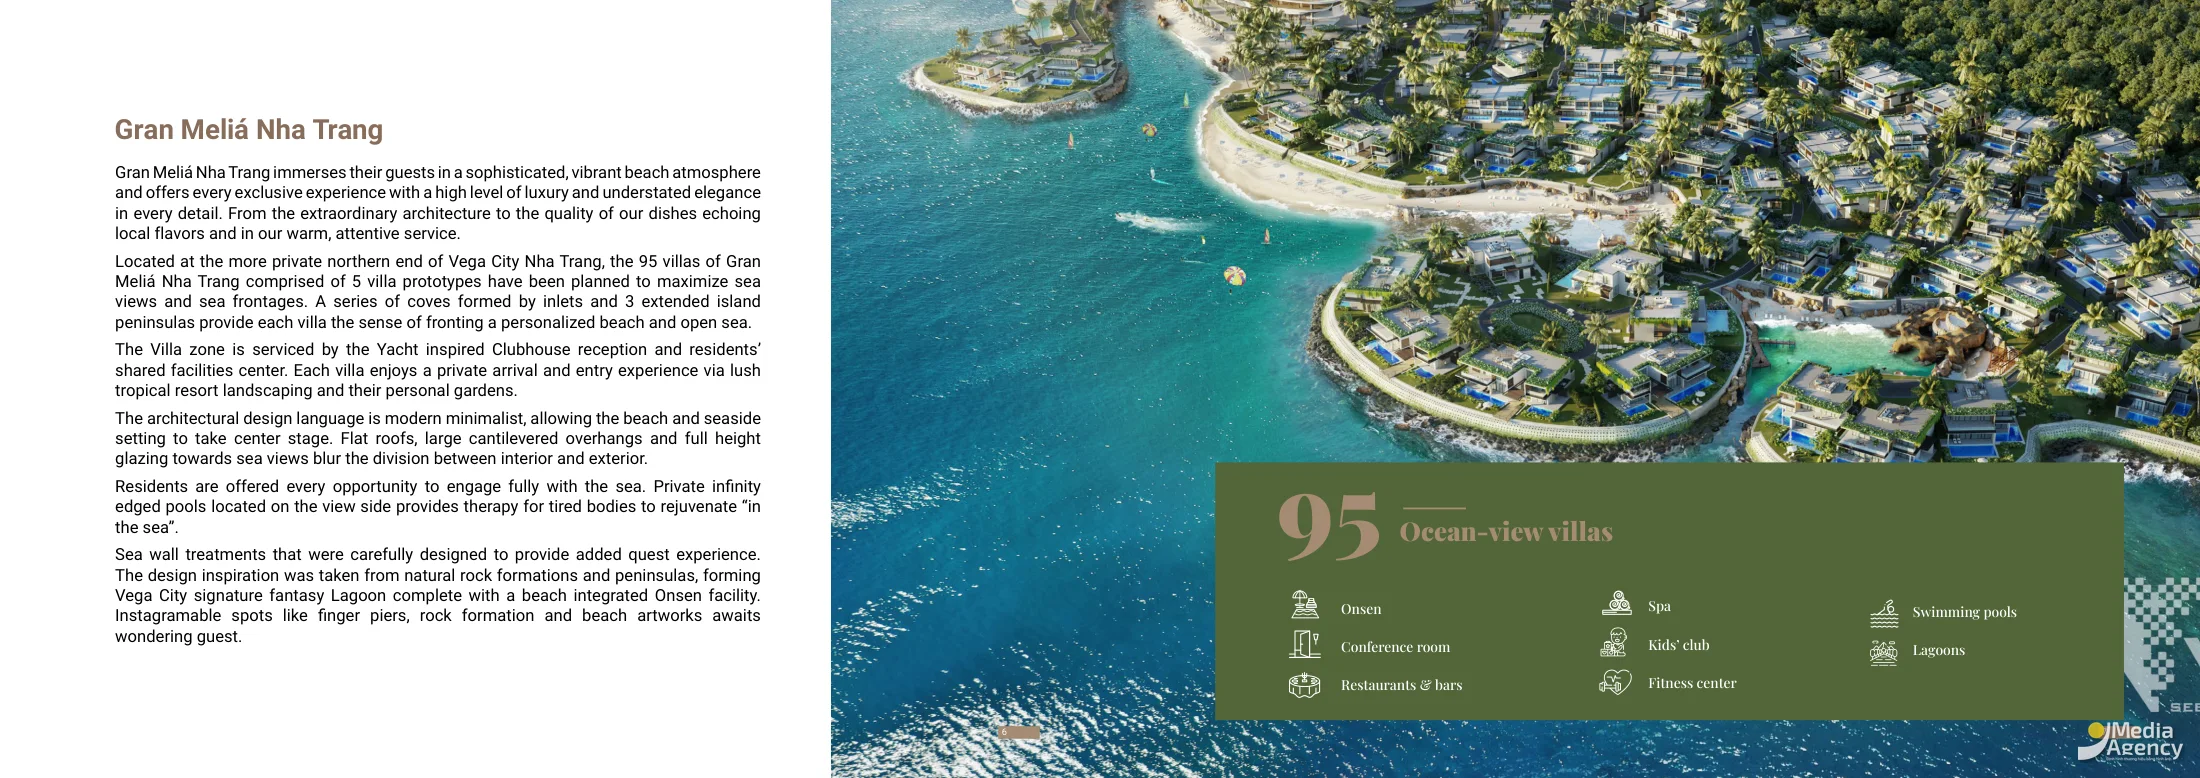 Gran Meliá Nha Trang
Gran Meliá Nha Trang immerses their guests in a sophisticated, vibrant beach atmosphere
and offers every exclusive experience with a high level of luxury and understated elegance
in every detail. From the extraordinary architecture to the quality of our dishes echoing
local flavors and in our warm, attentive service.
Located at the more private northern end of Vega City Nha Trang, the 95 villas of Gran
Meliá Nha Trang comprised of 5 villa prototypes have been planned to maximize sea
views and sea frontages. A series of coves formed by inlets and 3 extended island
peninsulas provide each villa the sense of fronting a personalized beach and open sea.
The Villa zone is serviced by the Yacht inspired Clubhouse reception and residents’
shared facilities center. Each villa enjoys a private arrival and entry experience via lush
tropical resort landscaping and their personal gardens.
The architectural design language is modern minimalist, allowing the beach and seaside
setting to take center stage. Flat roofs, large cantilevered overhangs and full height
glazing towards sea views blur the division between interior and exterior.
Residents are offered every opportunity to engage fully with the sea. Private infinity
edged pools located on the view side provides therapy for tired bodies to rejuvenate “in
the sea”.
Sea wall treatments that were carefully designed to provide added quest experience.
The design inspiration was taken from natural rock formations and peninsulas, forming
Vega City signature fantasy Lagoon complete with a beach integrated Onsen facility.
Instagramable spots like finger piers, rock formation and beach artworks awaits
wondering guest.
95 Ocean-view villas
Onsen
Conference room
Restaurants & bars
Spa
Kids’ club
Fitness center
Swimming pools
Lagoons
6
SEE
Media
Agency